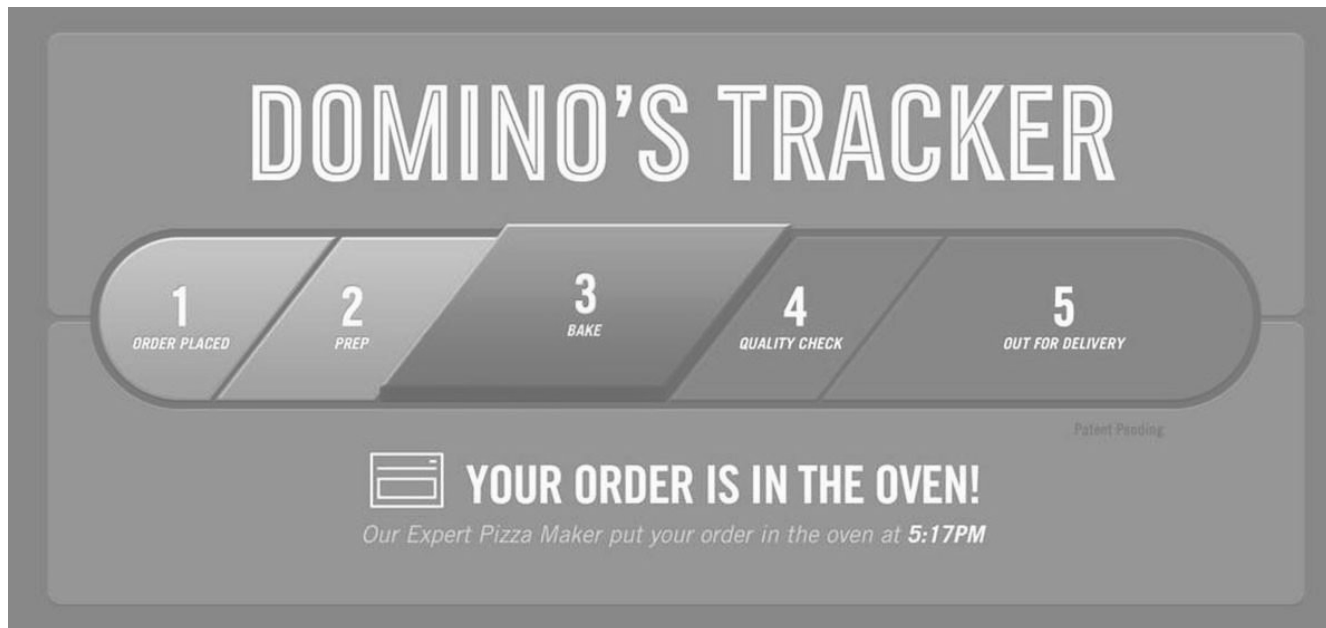 DOMINO'S TRACKER
1
ORDER PLACED
2
PREP
3
BAKE
4
QUALITY CHECK
5
OUT FOR DELIVERY
Patent Pending
YOUR ORDER IS IN THE OVEN!
Our Expert Pizza Maker put your order in the oven at 5:17PM